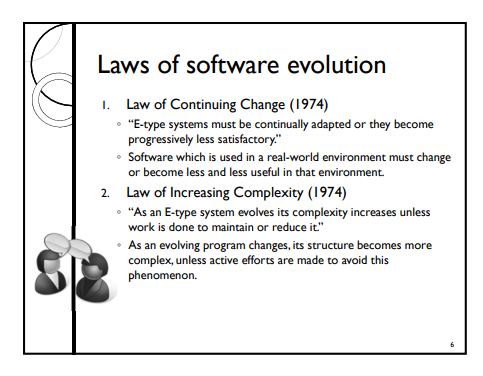 Laws of software evolution
1. Law of Continuing Change (1974)
◦ “E-type systems must be continually adapted or they become
progressively less satisfactory.”
◦ Software which is used in a real-world environment must change
or become less and less useful in that environment.
2. Law of Increasing Complexity (1974)
◦ “As an E-type system evolves its complexity increases unless
work is done to maintain or reduce it.”
◦ As an evolving program changes, its structure becomes more
complex, unless active efforts are made to avoid this
phenomenon.
6